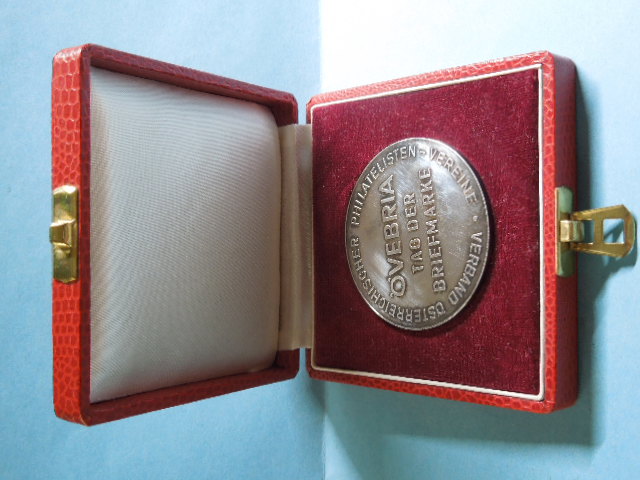 VERBAND ÖSTERREICHISCHER PHILATELISTEN-VEREINE •
ÖVEBRIA
TAG DER
BRIEFMARKE